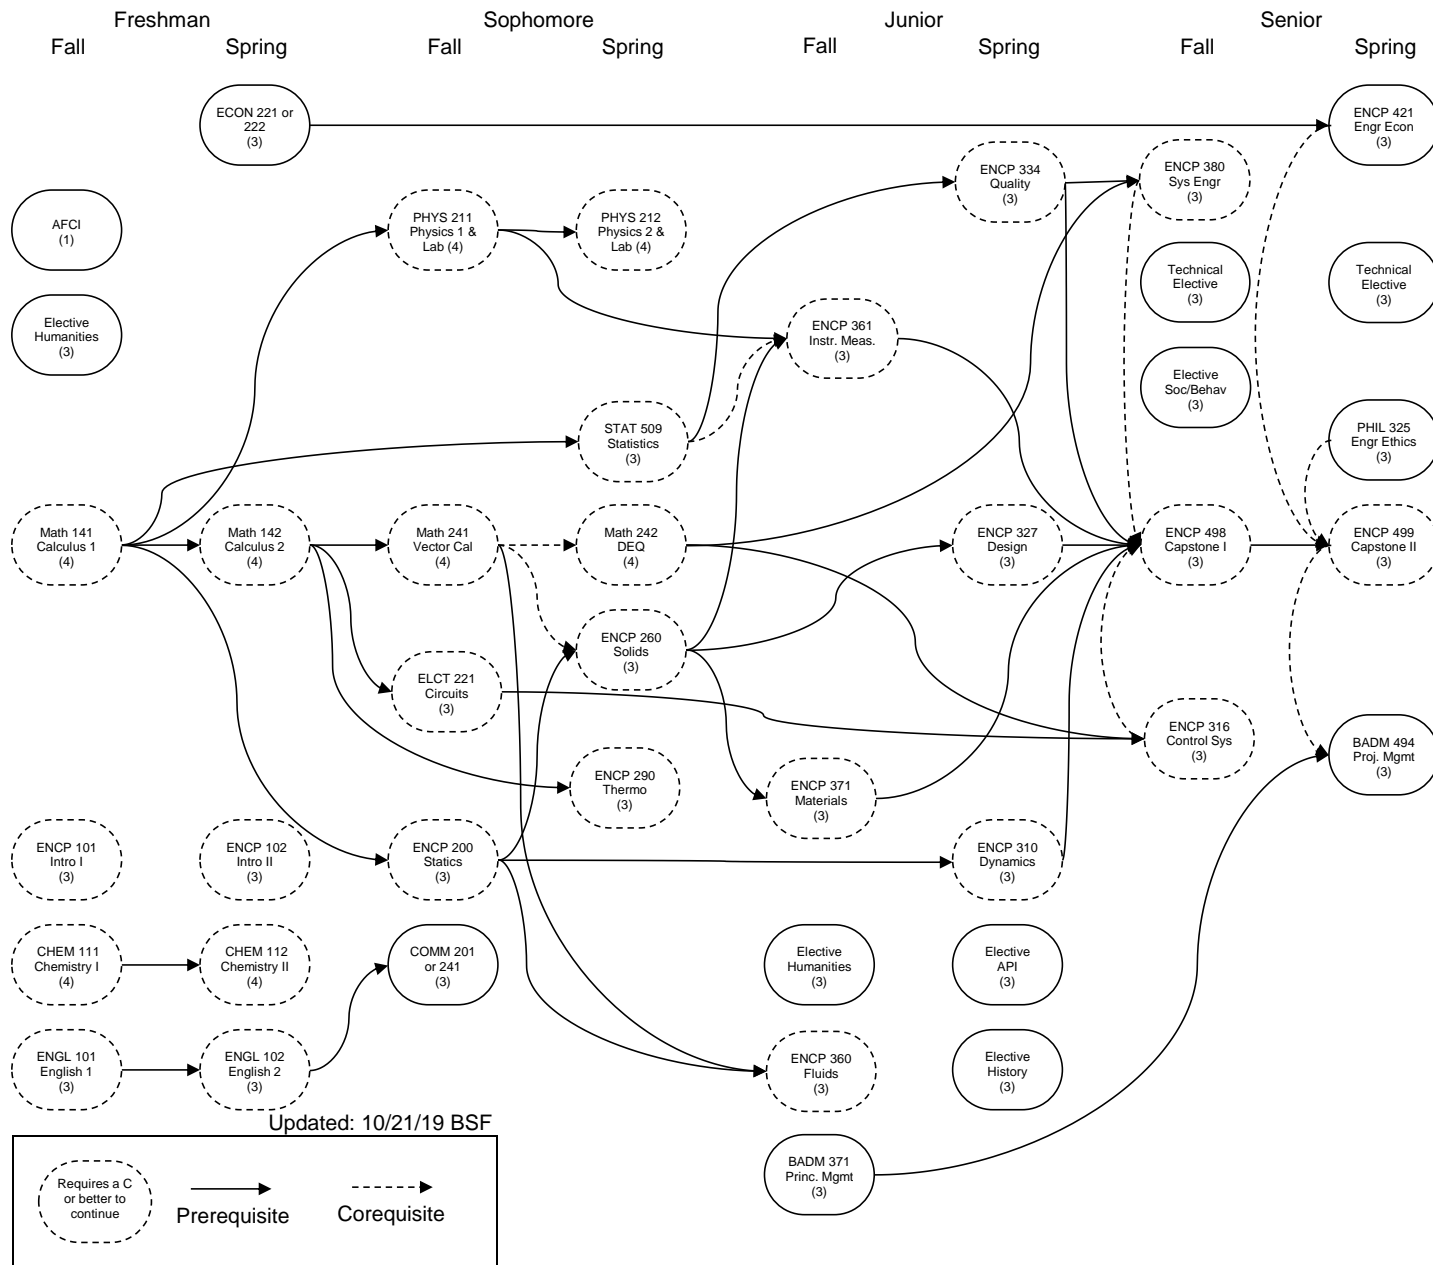 Freshman
Sophomore
Junior
Senior
Fall
Spring
Fall
Spring
Fall
Spring
Fall
Spring
ECON 221 or
222
(3)
ENCP 421
Engr Econ
(3)
ENCP 334
Quality
(3)
ENCP 380
Sys Engr
(3)
AFCI
(1)
PHYS 211
Physics 1 &
Lab (4)
PHYS 212
Physics 2 &
Lab (4)
Technical
Elective
(3)
Technical
Elective
(3)
Elective
Humanities
(3)
ENCP 361
Instr. Meas.
(3)
Elective
Soc/Behav
(3)
STAT 509
Statistics
(3)
PHIL 325
Engr Ethics
(3)
Math 141
Calculus 1
(4)
Math 142
Calculus 2
(4)
Math 241
Vector Cal
(4)
Math 242
DEQ
(4)
ENCP 327
Design
(3)
ENCP 498
Capstone I
(3)
ENCP 499
Capstone II
(3)
ENCP 260
Solids
(3)
ELCT 221
Circuits
(3)
ENCP 316
Control Sys
(3)
BADM 494
Proj. Mgmt
(3)
ENCP 290
Thermo
(3)
ENCP 371
Materials
(3)
ENCP 101
Intro I
(3)
ENCP 102
Intro II
(3)
ENCP 200
Statics
(3)
ENCP 310
Dynamics
(3)
CHEM 111
Chemistry I
(4)
CHEM 112
Chemistry II
(4)
COMM 201
or 241
(3)
Elective
Humanities
(3)
Elective
API
(3)
ENGL 101
English 1
(3)
ENGL 102
English 2
(3)
ENCP 360
Fluids
(3)
Elective
History
(3)
Updated: 10/21/19 BSF
BADM 371
Princ. Mgmt
(3)
Requires a C
or better to
continue
Prerequisite
Corequisite